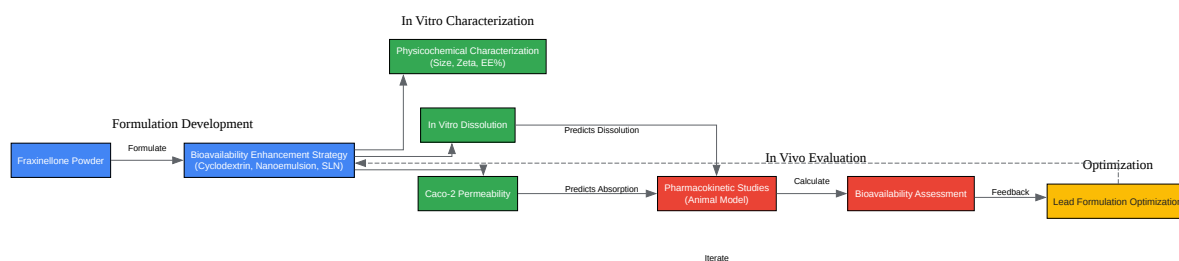 In Vitro Characterization
Physicochemical Characterization
(Size, Zeta, EE%)
Formulation Development
In Vitro Dissolution
Predicts Dissolution
Fraxinellone Powder
Formulate
Bioavailability Enhancement Strategy
(Cyclodextrin, Nanoemulsion, SLN)
In Vivo Evaluation
Optimization
Caco-2 Permeability
Predicts Absorption
Pharmacokinetic Studies
(Animal Model)
Calculate
Bioavailability Assessment
Feedback
Lead Formulation Optimization
Iterate